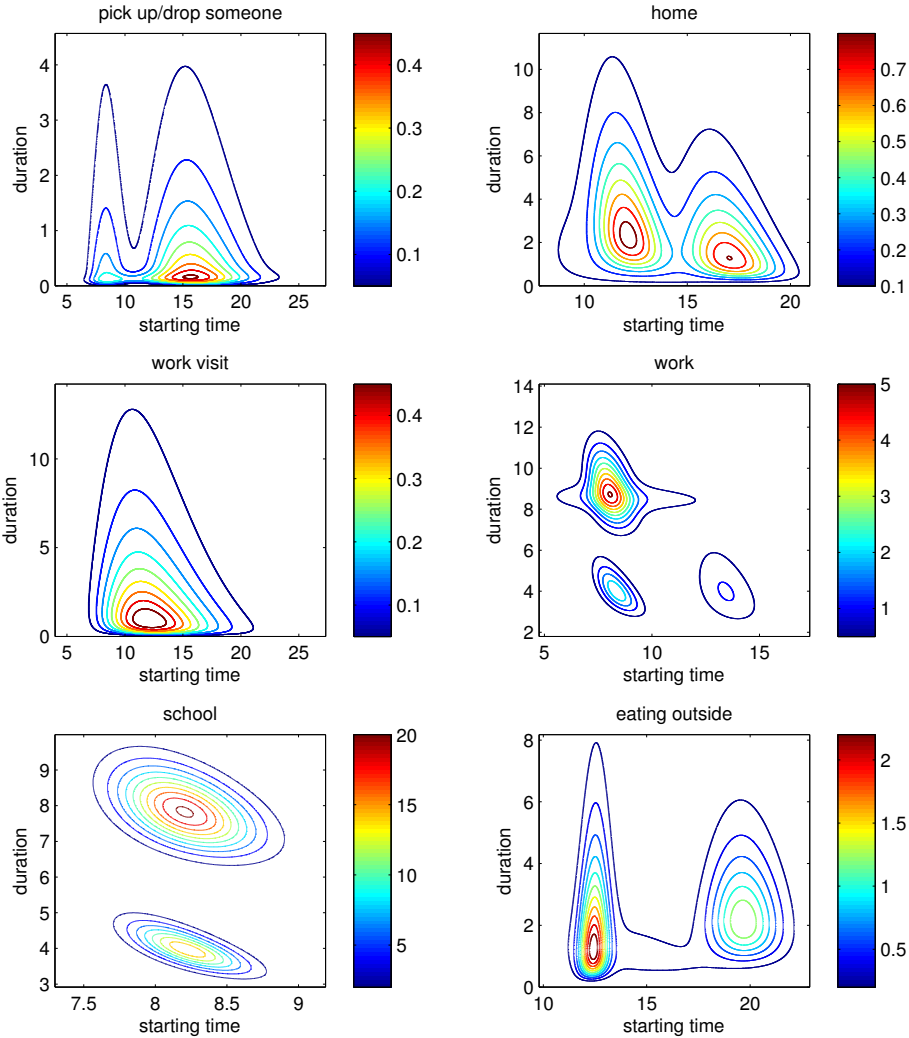 pick up/drop someone
4
3
2
1
0
5 10 15 20 25
duration
starting time
0.4
0.3
0.2
0.1
home
10
8
6
4
2
0
10 15 20
duration
starting time
0.7
0.6
0.5
0.4
0.3
0.2
0.1
work visit
10
5
0
5 10 15 20 25
duration
starting time
0.4
0.3
0.2
0.1
work
14
12
10
8
6
4
2
5 10 15
duration
starting time
5
4
3
2
1
school
9
8
7
6
5
4
3
7.5 8 8.5 9
duration
starting time
20
15
10
5
eating outside
8
6
4
2
0
10 15 20
duration
starting time
2
1.5
1
0.5